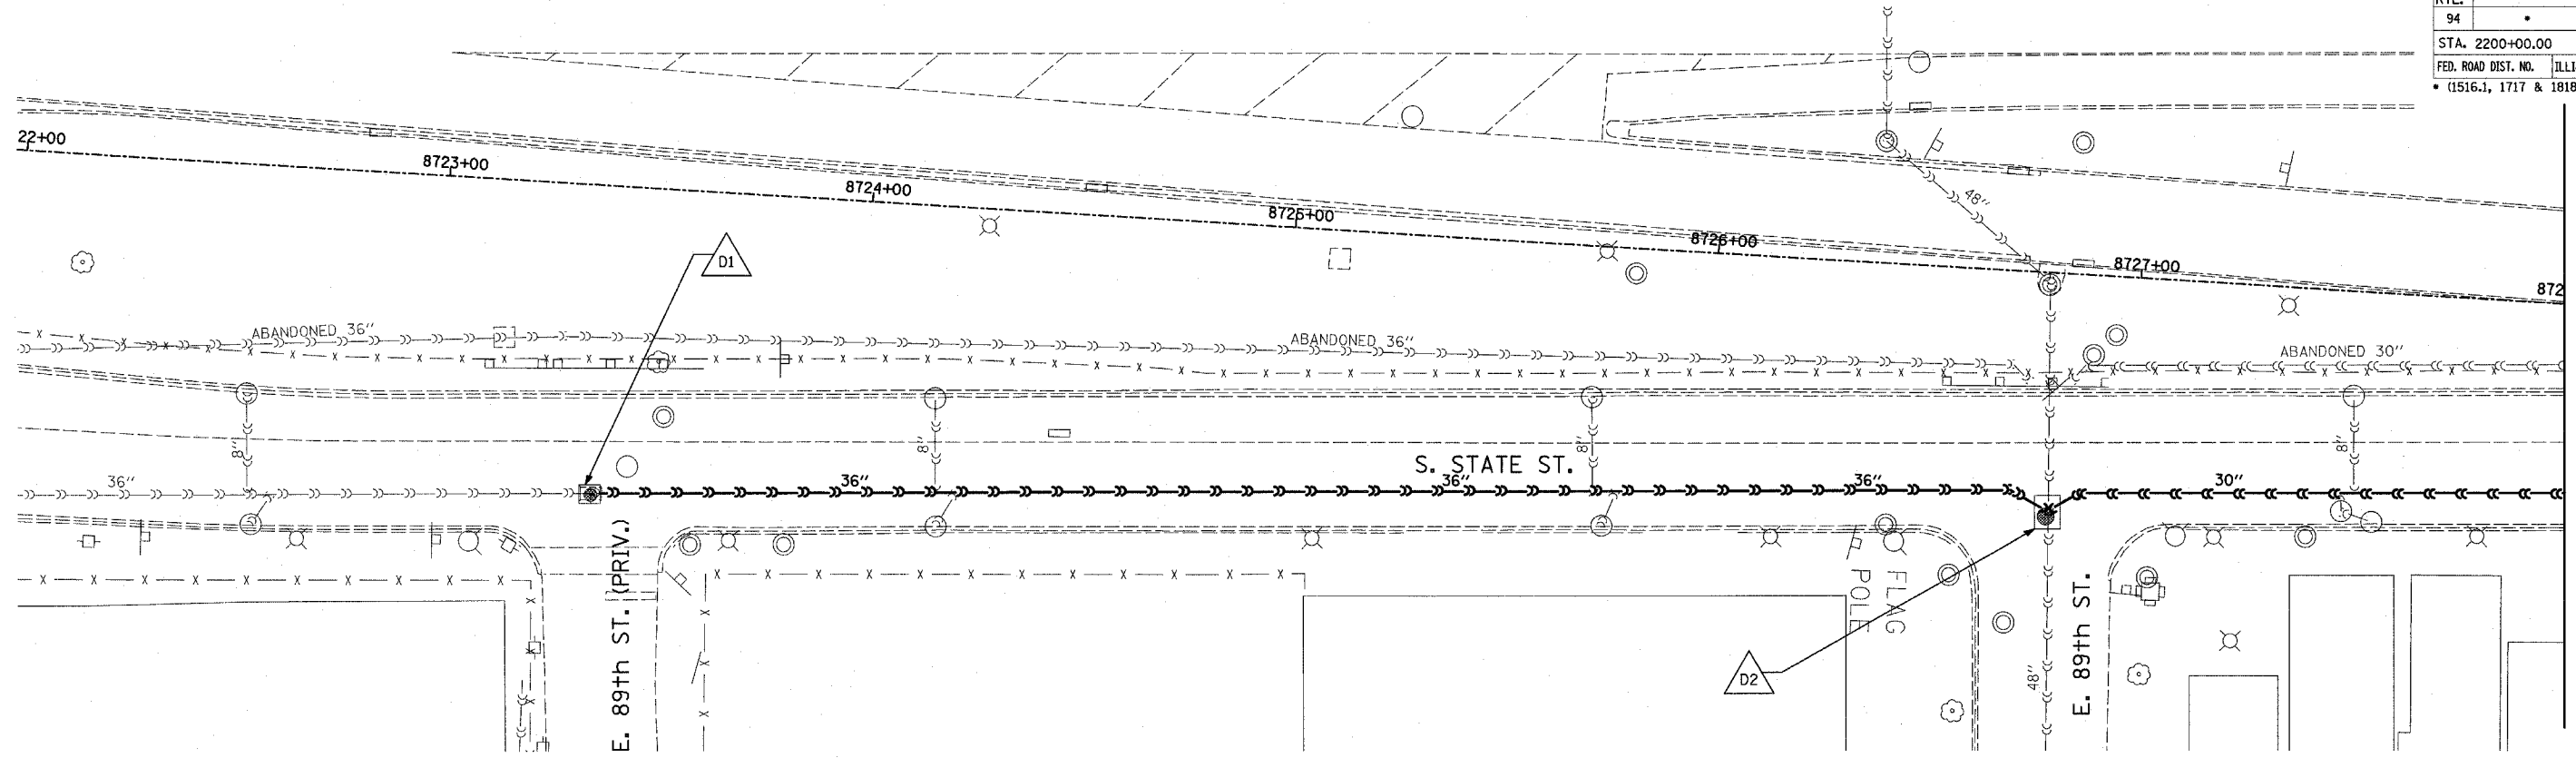 94 *
STA. 2200+00.00
FED. ROAD DIST. NO. ILLI
* (1516.1, 1717 & 1818
22+00
8723+00
8724+00
8725+00
8726+00
8727+00
872
48"
D1
ABANDONED 36"
ABANDONED 36"
ABANDONED 30"
8"
8"
8"
8"
S. STATE ST.
36"
36"
36"
36"
30"
E. 89th ST. (PRIV.)
FLAG
POLE
D2
48"
E. 89th ST.